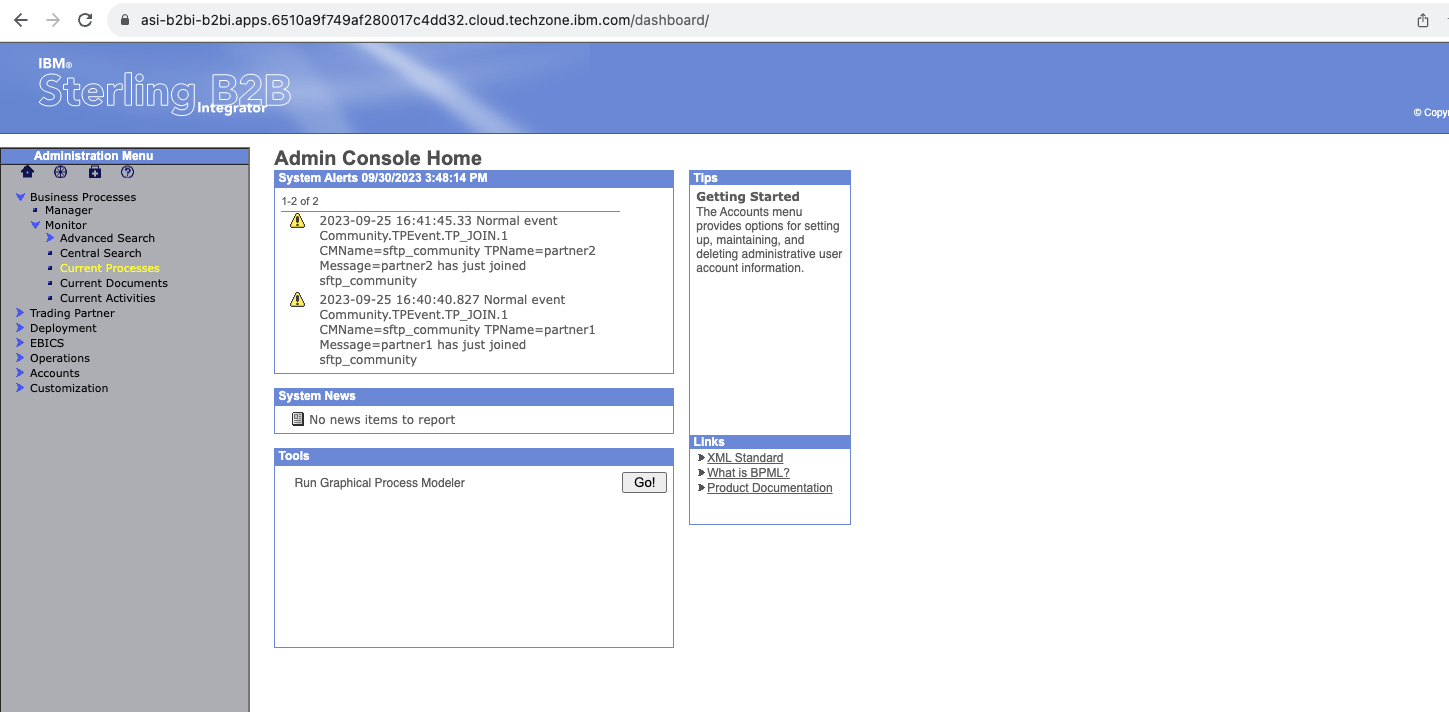 asi-b2bi-b2bi.apps.6510a9f749af280017c4dd32.cloud.techzone.ibm.com/dashboard/
IBM®
Sterling B2B
Integrator
© Copy
Administration Menu
Business Processes
Manager
Monitor
Advanced Search
Central Search
Current Processes
Current Documents
Current Activities
Trading Partner
Deployment
EBICS
Operations
Accounts
Customization
Admin Console Home
System Alerts 09/30/2023 3:48:14 PM
1-2 of 2
2023-09-25 16:41:45.33 Normal event
Community.TPEvent.TP_JOIN.1
CMName=sftp_community TPName=partner2
Message=partner2 has just joined
sftp_community
2023-09-25 16:40:40.827 Normal event
Community.TPEvent.TP_JOIN.1
CMName=sftp_community TPName=partner1
Message=partner1 has just joined
sftp_community
System News
No news items to report
Tools
Run Graphical Process Modeler
Go!
Tips
Getting Started
The Accounts menu
provides options for setting
up, maintaining, and
deleting administrative user
account information.
Links
XML Standard
What is BPML?
Product Documentation